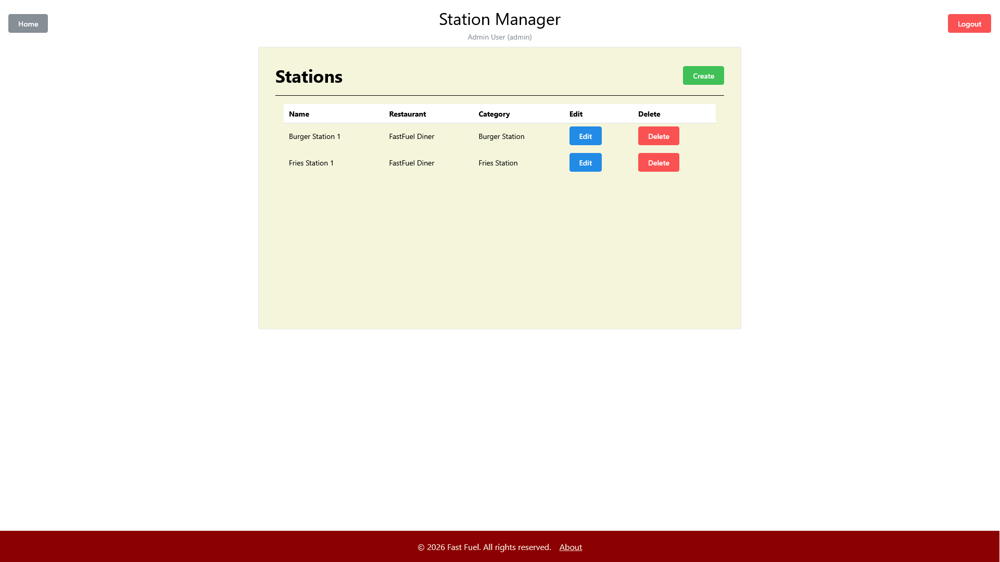 Home
Station Manager
Admin User (admin)
Logout
Stations
Create
Name Restaurant Category Edit Delete
Burger Station 1 FastFuel Diner Burger Station Edit Delete
Fries Station 1 FastFuel Diner Fries Station Edit Delete
© 2026 Fast Fuel. All rights reserved. About